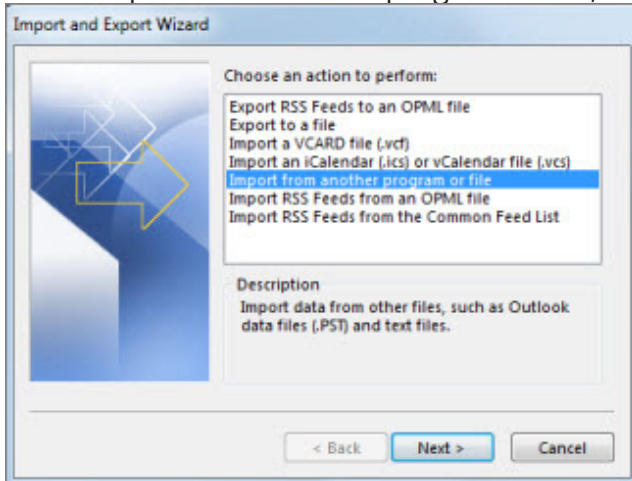 Import and Export Wizard
Choose an action to perform:
Export RSS Feeds to an OPML file
Export to a file
Import a VCARD file (.vcf)
Import an iCalendar (.ics) or vCalendar file (.vcs)
Import from another program or file
Import RSS Feeds from an OPML file
Import RSS Feeds from the Common Feed List
Description
Import data from other files, such as Outlook
data files (.PST) and text files.
< Back Next > Cancel